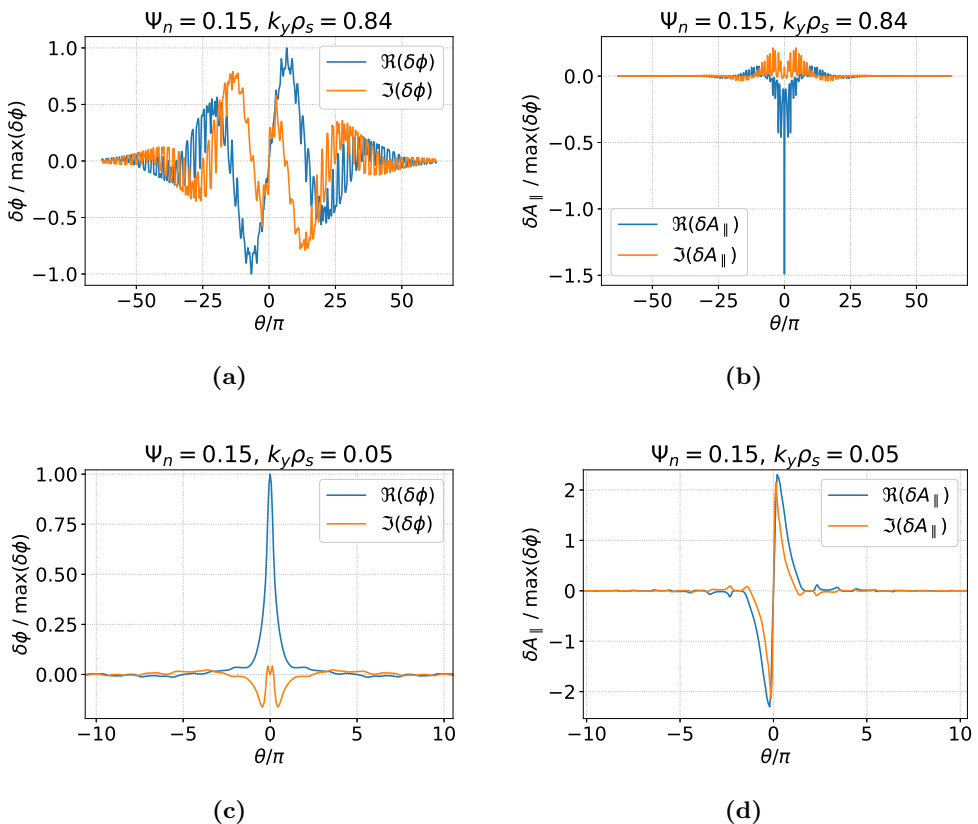 Ψn = 0.15, kyρs = 0.84
δϕ / max(δϕ)
1.0
0.5
0.0
−0.5
−1.0
ℜ(δϕ)
ℑ(δϕ)
−50 −25 0 25 50
θ/π
(a)
Ψn = 0.15, kyρs = 0.84
δA∥ / max(δϕ)
0.0
−0.5
−1.0
−1.5
ℜ(δA∥)
ℑ(δA∥)
−50 −25 0 25 50
θ/π
(b)
Ψn = 0.15, kyρs = 0.05
δϕ / max(δϕ)
1.00
0.75
0.50
0.25
0.00
ℜ(δϕ)
ℑ(δϕ)
−10 −5 0 5 10
θ/π
(c)
Ψn = 0.15, kyρs = 0.05
δA∥ / max(δϕ)
2
1
0
−1
−2
ℜ(δA∥)
ℑ(δA∥)
−10 −5 0 5 10
θ/π
(d)